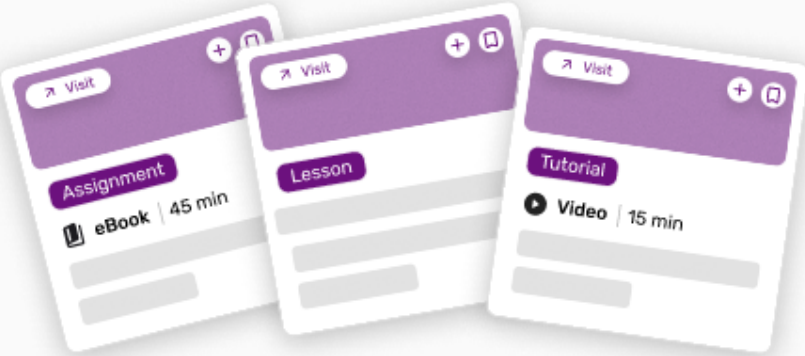 Visit
Assignment
eBook | 45 min
Visit
Lesson
Visit
Tutorial
Video | 15 min